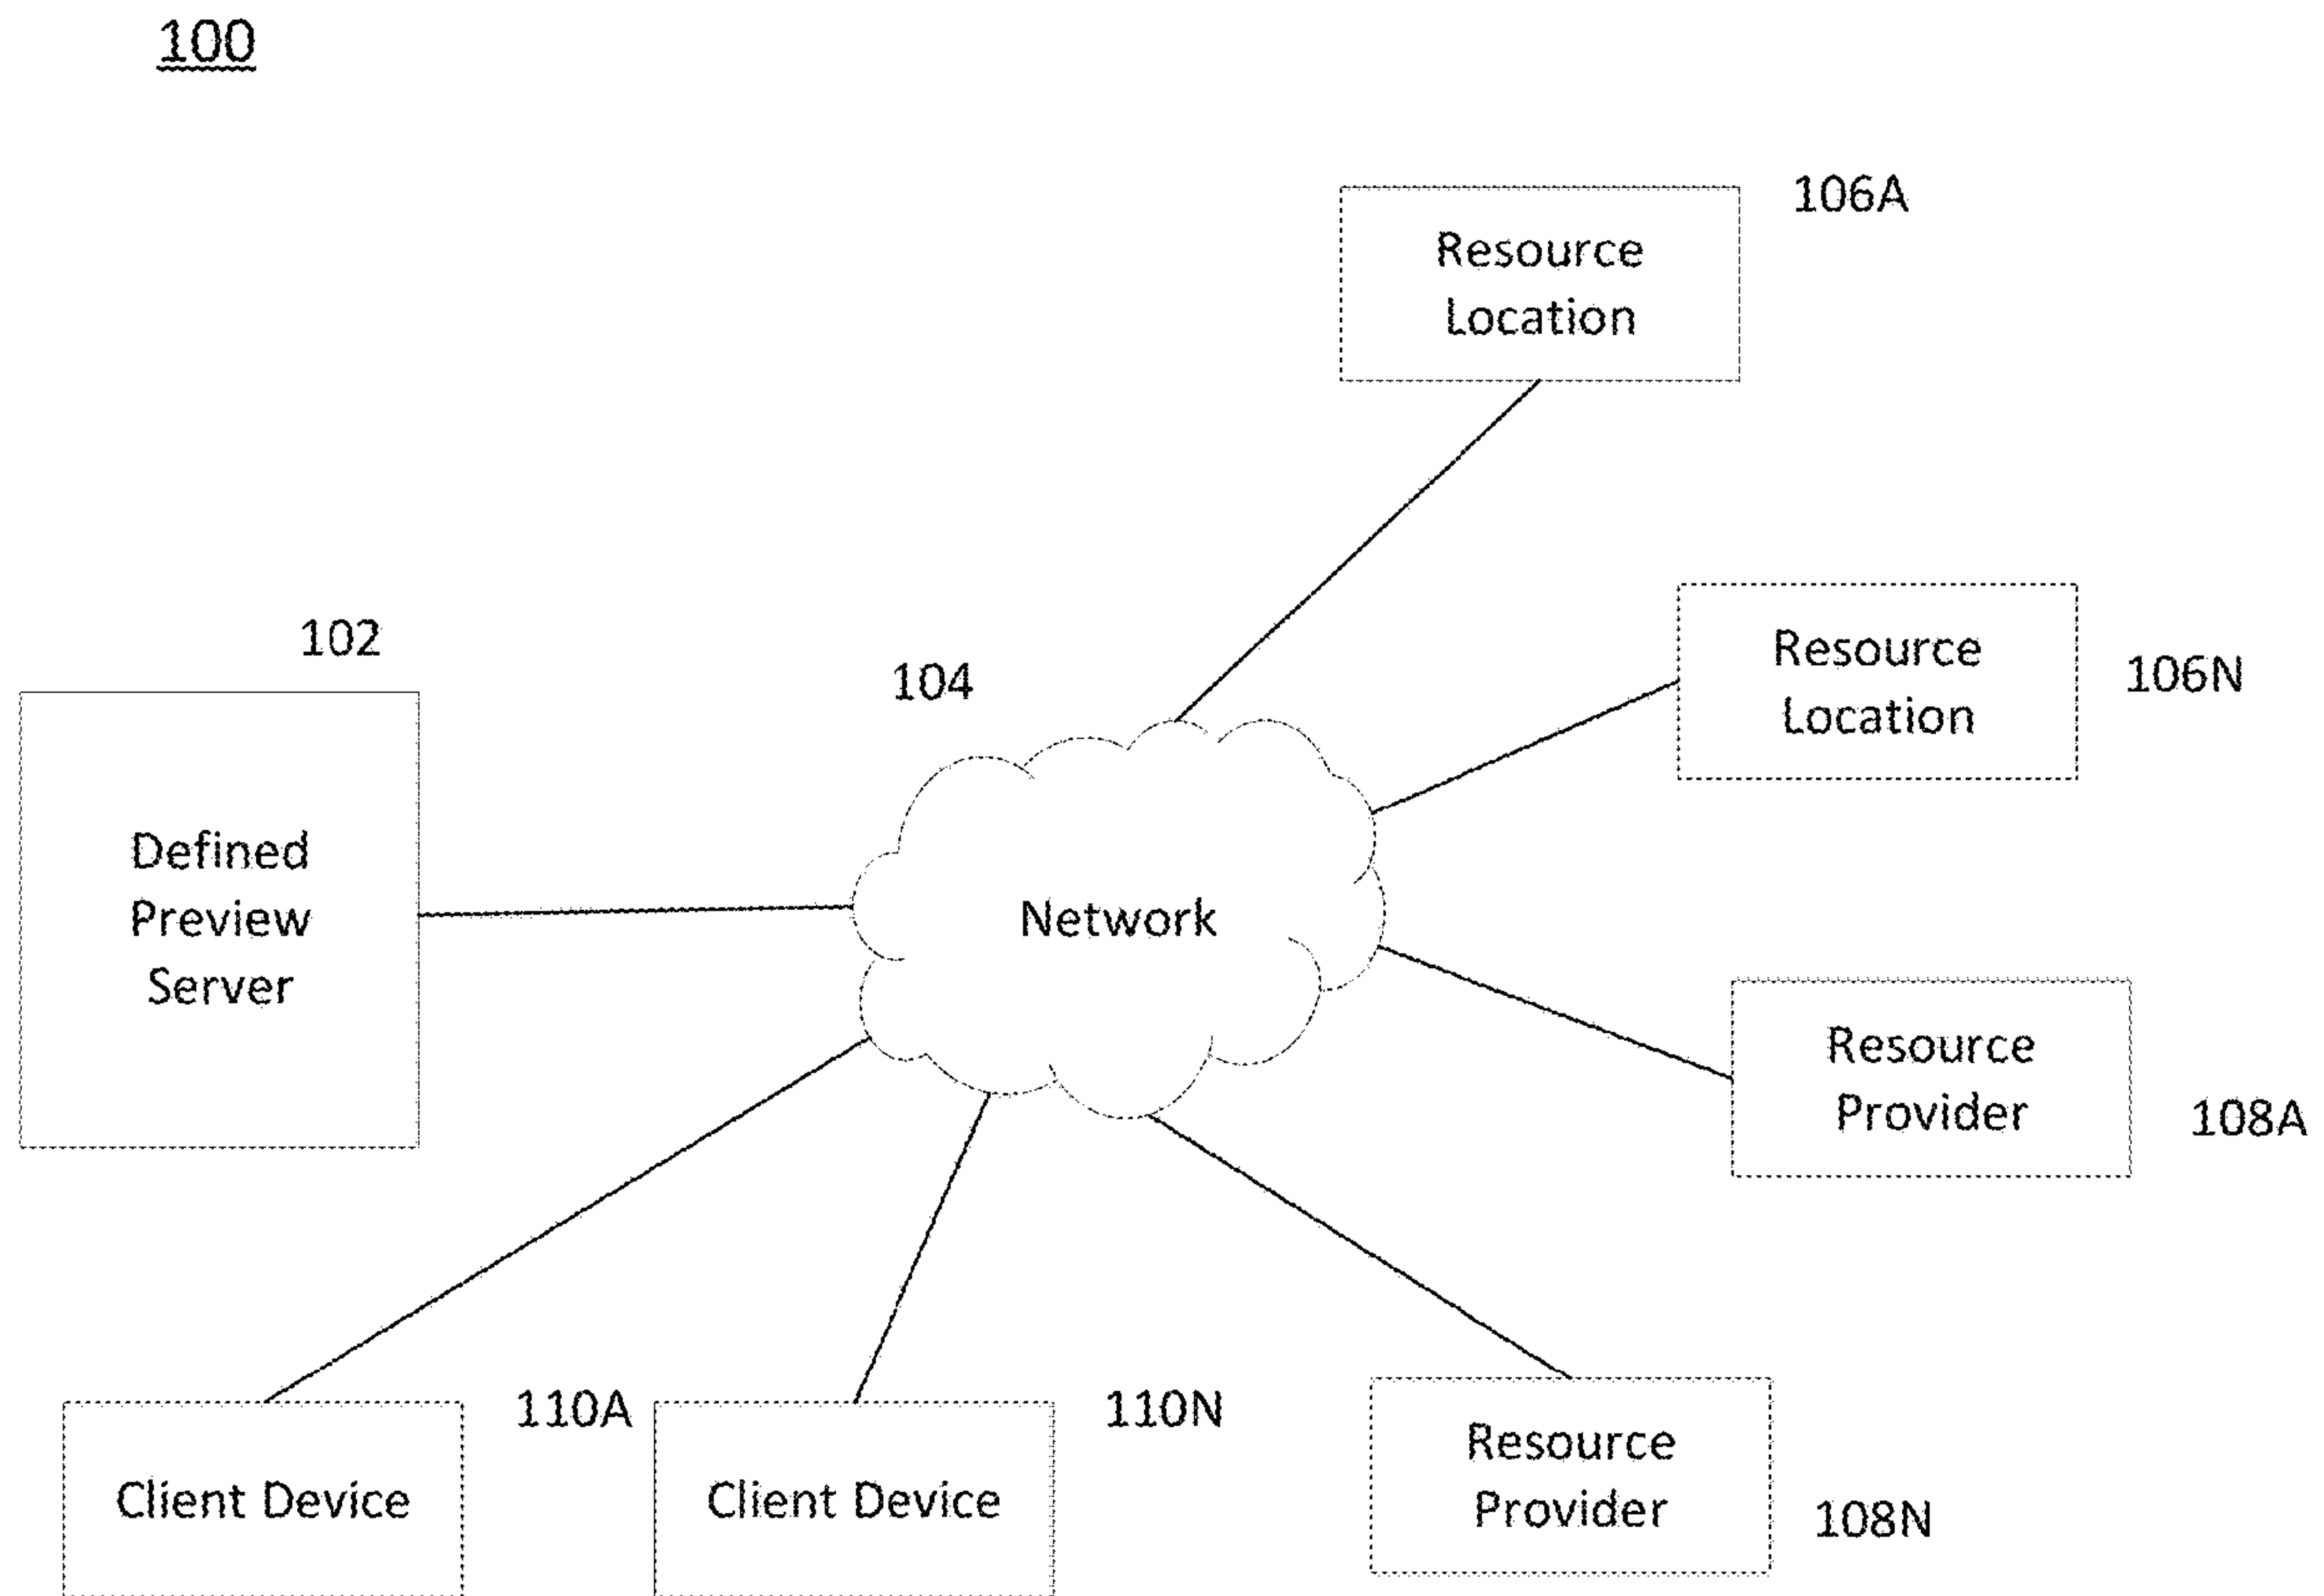 100
106A
Resource
Location
102
104
Resource
Location
106N
Defined
Preview
Server
Network
Resource
Provider
108A
110A
Client Device
110N
Client Device
Resource
Provider
108N